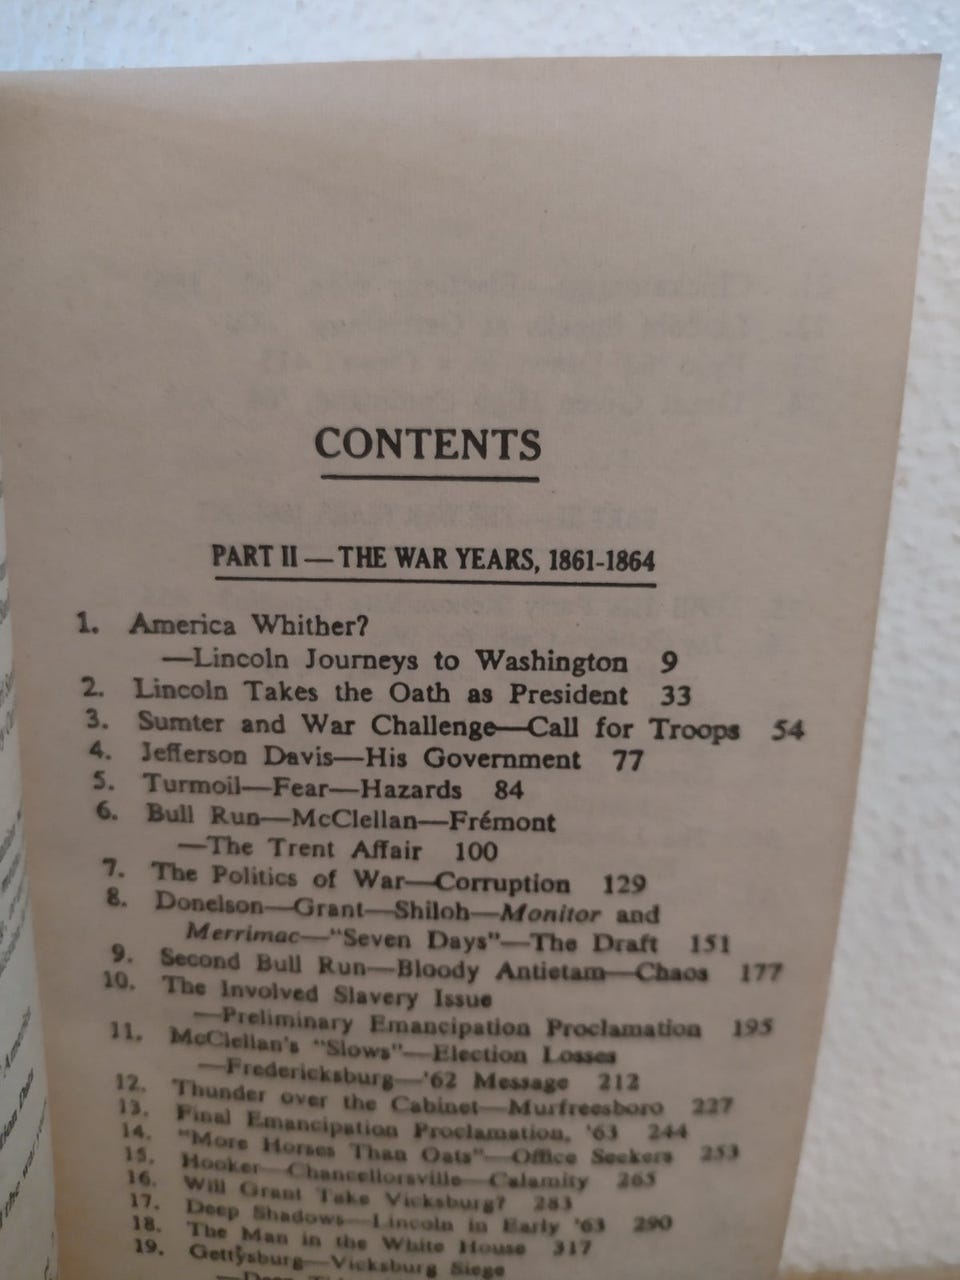 CONTENTS
PART II — THE WAR YEARS, 1861-1864
1. America Whither?
—Lincoln Journeys to Washington 9
2. Lincoln Takes the Oath as President 33
3. Sumter and War Challenge—Call for Troops 54
4. Jefferson Davis—His Government 77
5. Turmoil—Fear—Hazards 84
6. Bull Run—McClellan—Frémont
—The Trent Affair 100
7. The Politics of War—Corruption 129
8. Donelson—Grant—Shiloh—Monitor and
Merrimac—"Seven Days"—The Draft 151
9. Second Bull Run—Bloody Antietam—Chaos 177
10. The Involved Slavery Issue
—Preliminary Emancipation Proclamation 195
11. McClellan's "Slows"—Election Losses
—Fredericksburg—'62 Message 212
12. Thunder over the Cabinet—Murfreesboro 227
13. Final Emancipation Proclamation, '63 244
14. "More Horses Than Oats"—Office Seekers 253
15. Hooker—Chancellorsville—Calamity 265
16. Will Grant Take Vicksburg? 283
17. Deep Shadows—Lincoln in Early '63 290
18. The Man in the White House 317
19. Gettysburg—Vicksburg Siege